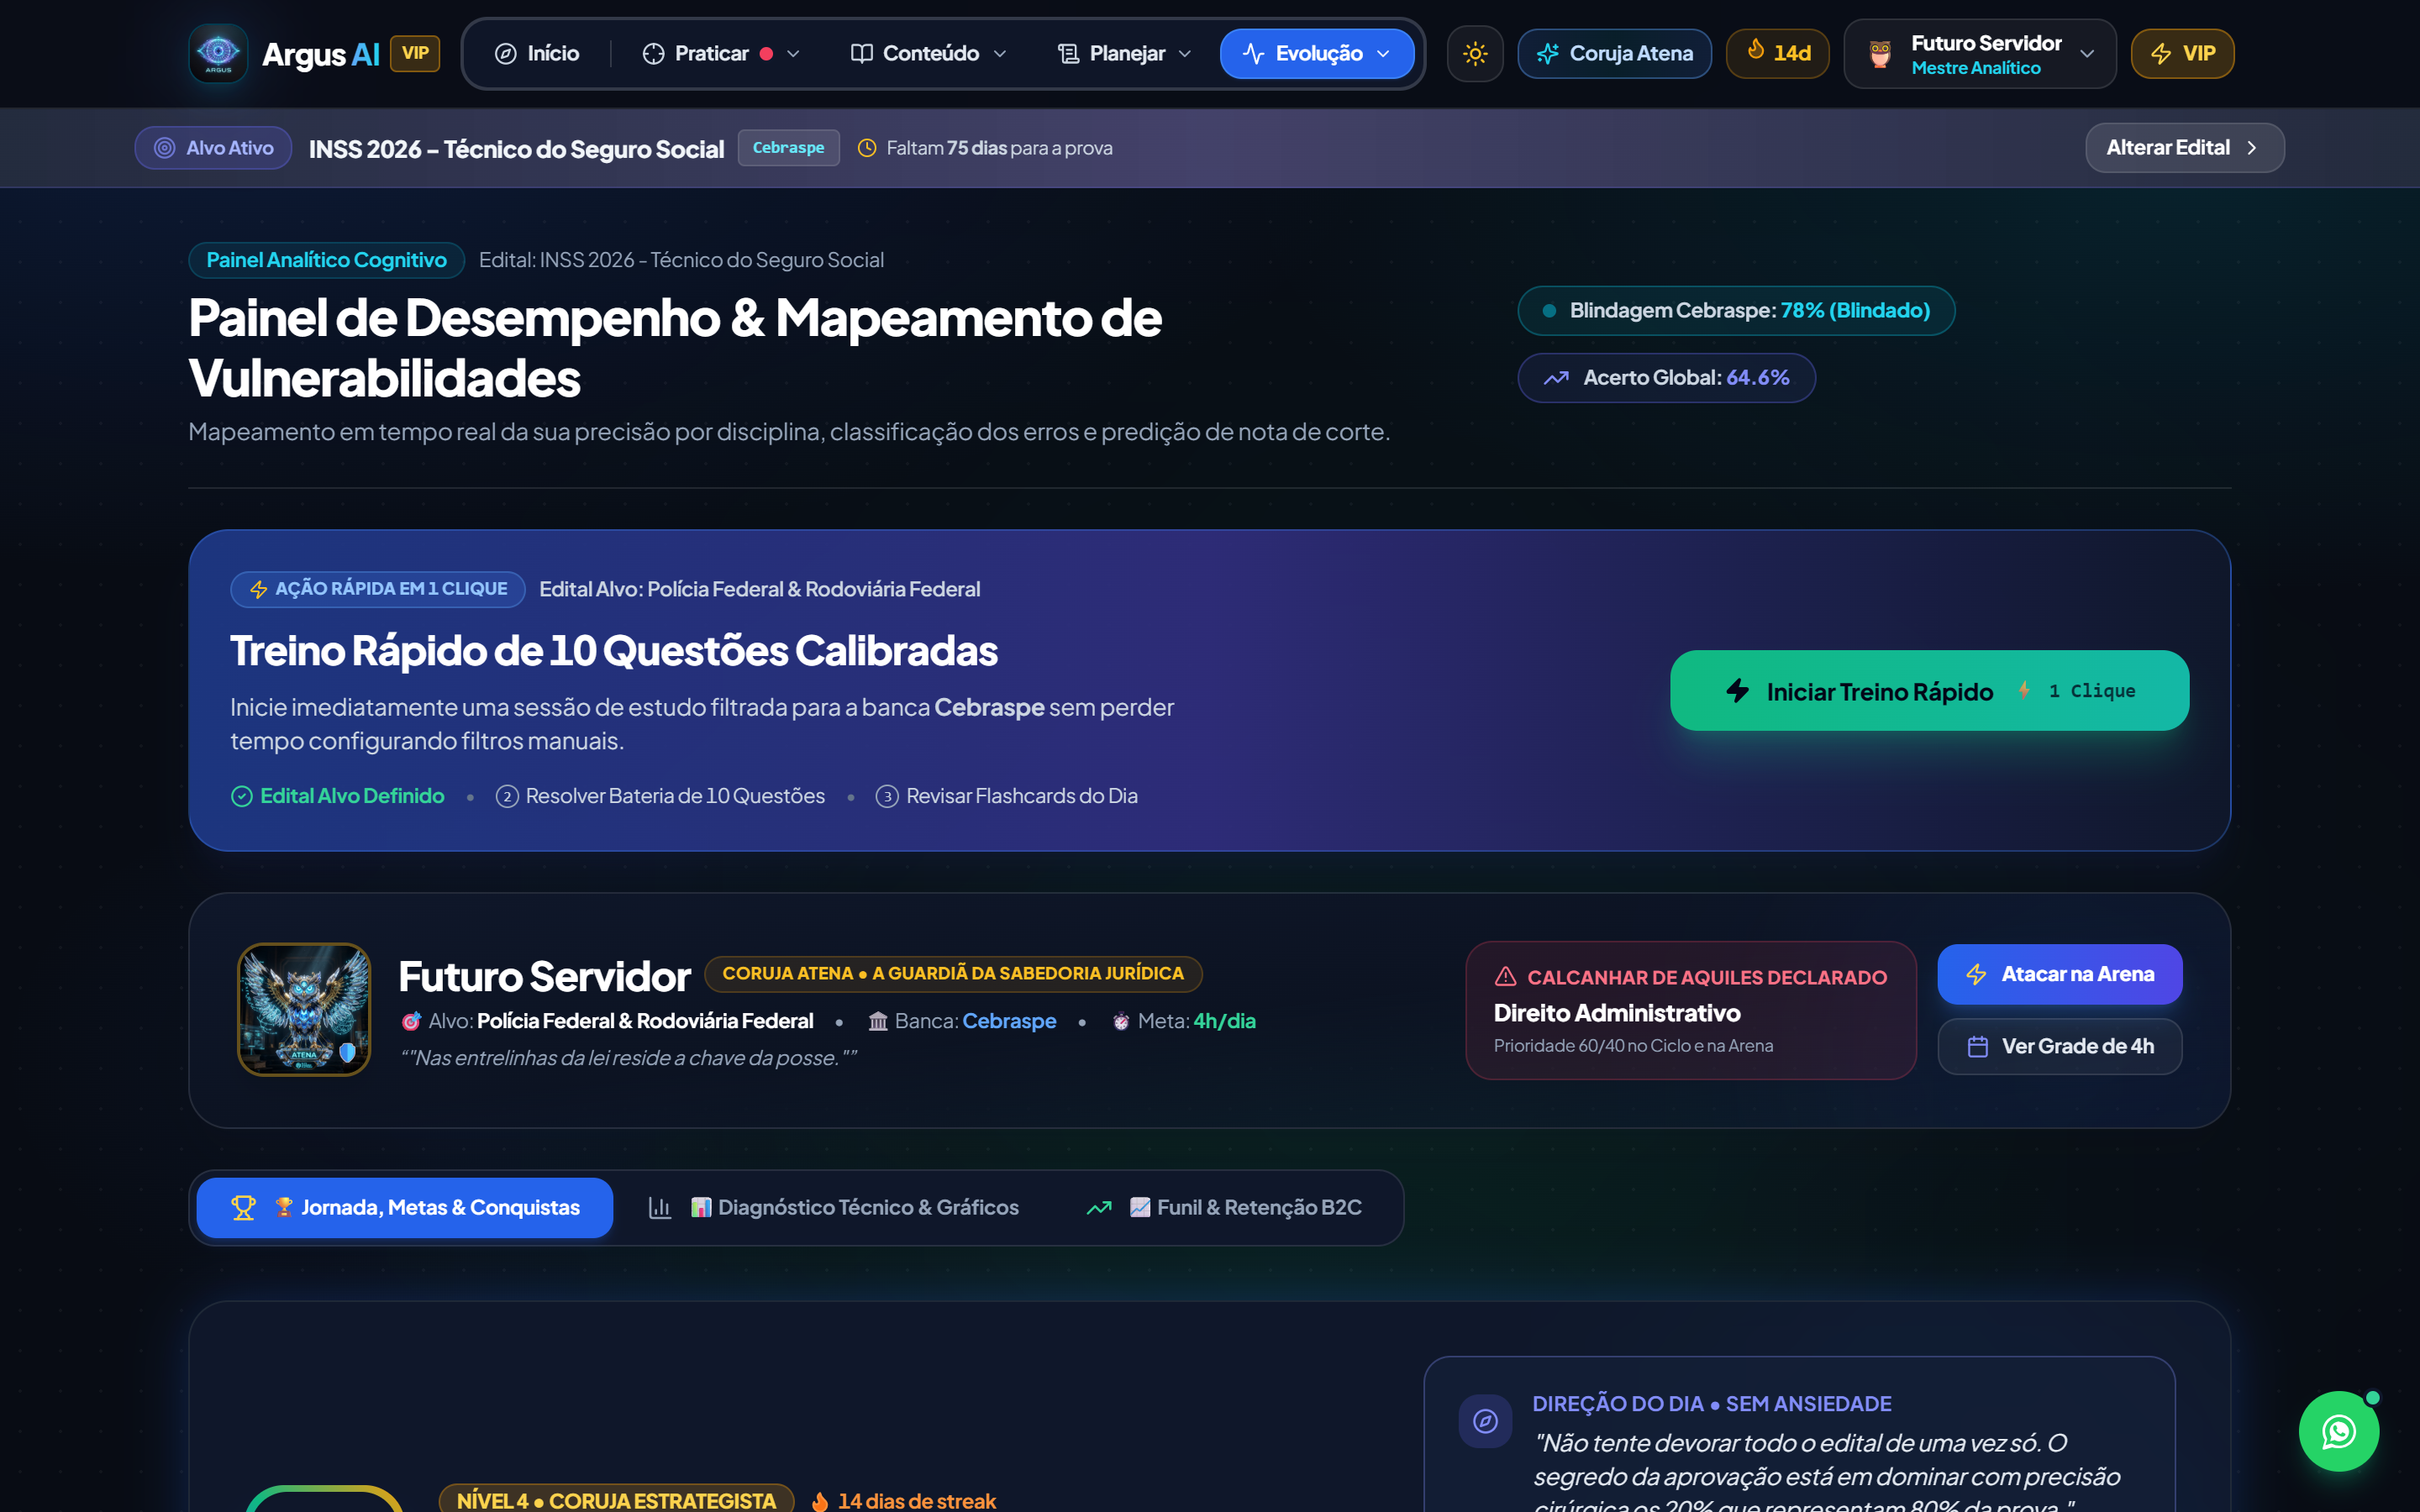 ARGUS
Argus AI VIP
Início
Praticar
Conteúdo
Planejar
Evolução
Coruja Atena
14d
Futuro Servidor
Mestre Analítico
VIP
Alvo Ativo
INSS 2026 – Técnico do Seguro Social
Cebraspe
Faltam 75 dias para a prova
Alterar Edital
Painel Analítico Cognitivo
Edital: INSS 2026 - Técnico do Seguro Social
Painel de Desempenho & Mapeamento de
Vulnerabilidades
Mapeamento em tempo real da sua precisão por disciplina, classificação dos erros e predição de nota de corte.
Blindagem Cebraspe: 78% (Blindado)
Acerto Global: 64.6%
AÇÃO RÁPIDA EM 1 CLIQUE
Edital Alvo: Polícia Federal & Rodoviária Federal
Treino Rápido de 10 Questões Calibradas
Inicie imediatamente uma sessão de estudo filtrada para a banca Cebraspe sem perder
tempo configurando filtros manuais.
Edital Alvo Definido • 2 Resolver Bateria de 10 Questões • 3 Revisar Flashcards do Dia
Iniciar Treino Rápido 1 Clique
ATENA
Futuro Servidor
CORUJA ATENA • A GUARDIÃ DA SABEDORIA JURÍDICA
Alvo: Polícia Federal & Rodoviária Federal • Banca: Cebraspe • Meta: 4h/dia
“"Nas entrelinhas da lei reside a chave da posse."”
CALCANHAR DE AQUILES DECLARADO
Direito Administrativo
Prioridade 60/40 no Ciclo e na Arena
Atacar na Arena
Ver Grade de 4h
Jornada, Metas & Conquistas
Diagnóstico Técnico & Gráficos
Funil & Retenção B2C
NÍVEL 4 • CORUJA ESTRATEGISTA
14 dias de streak
DIREÇÃO DO DIA • SEM ANSIEDADE
"Não tente devorar todo o edital de uma vez só. O
segredo da aprovação está em dominar com precisão
cirúrgica os 20% que representam 80% da prova."